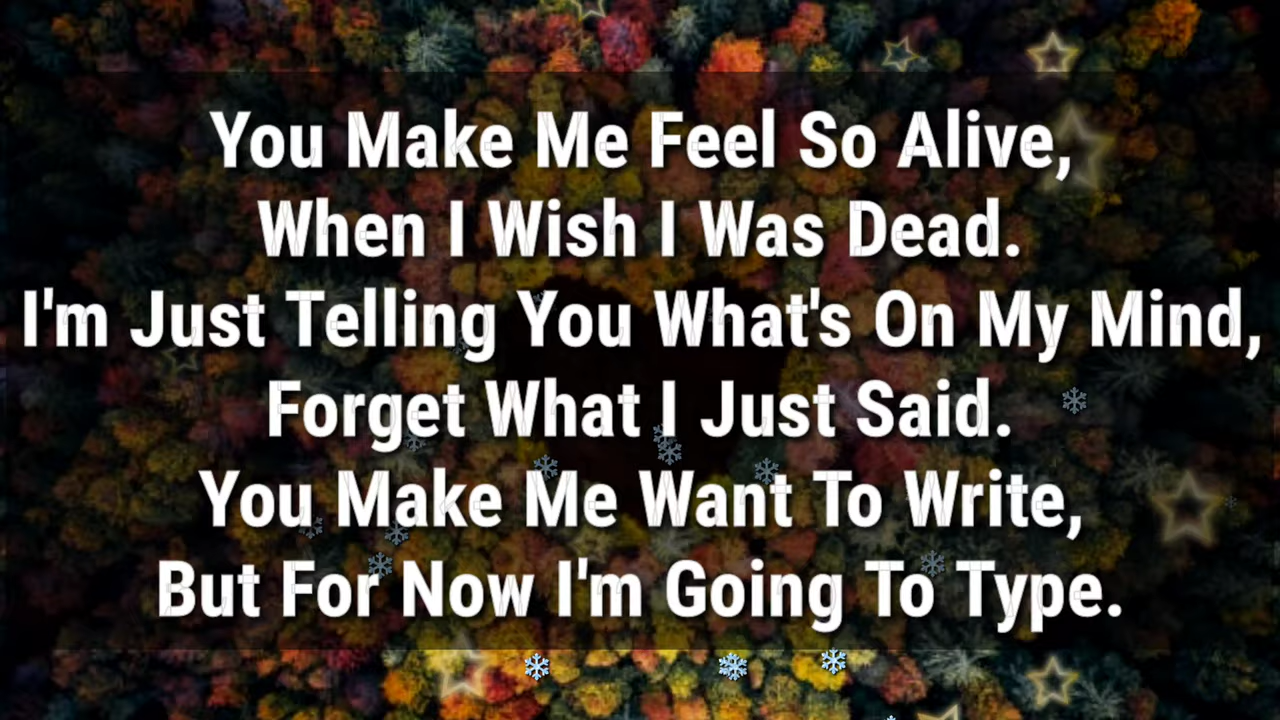 You Make Me Feel So Alive,
When I Wish I Was Dead.
I'm Just Telling You What's On My Mind,
Forget What I Just Said.
You Make Me Want To Write,
But For Now I'm Going To Type.